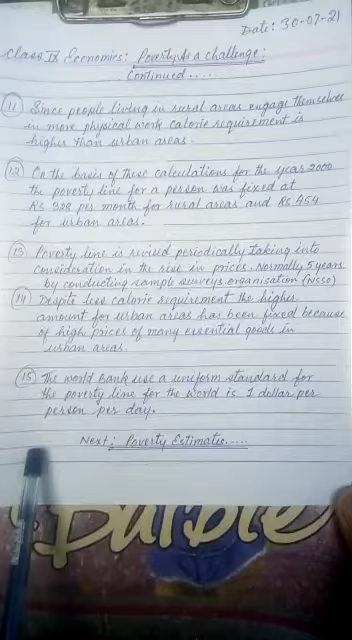 Date: 30-07-21
Class IX Economics: Poverty As a challenge:
Continued.....
(11) Since people living in rural areas engage themselves
in more physical work calorie requirement is
higher than urban areas.
(12) On the basis of these calculations for the year 2000
the poverty line for a person was fixed at
Rs 328 per month for rural areas and Rs 454
for urban areas.
(13) Poverty line is revised periodically taking into
consideration in the rise in prices. Normally 5 years
by conducting sample surveys organisation (NSSO)
(14) Despite less calorie requirement the higher
amount for urban areas has been fixed because
of high prices of many essential goods in
urban areas.
(15) The World Bank use a uniform standard for
the poverty line for the world is 1 dollar per
person per day.
Next: Poverty Estimates.....
Barbie